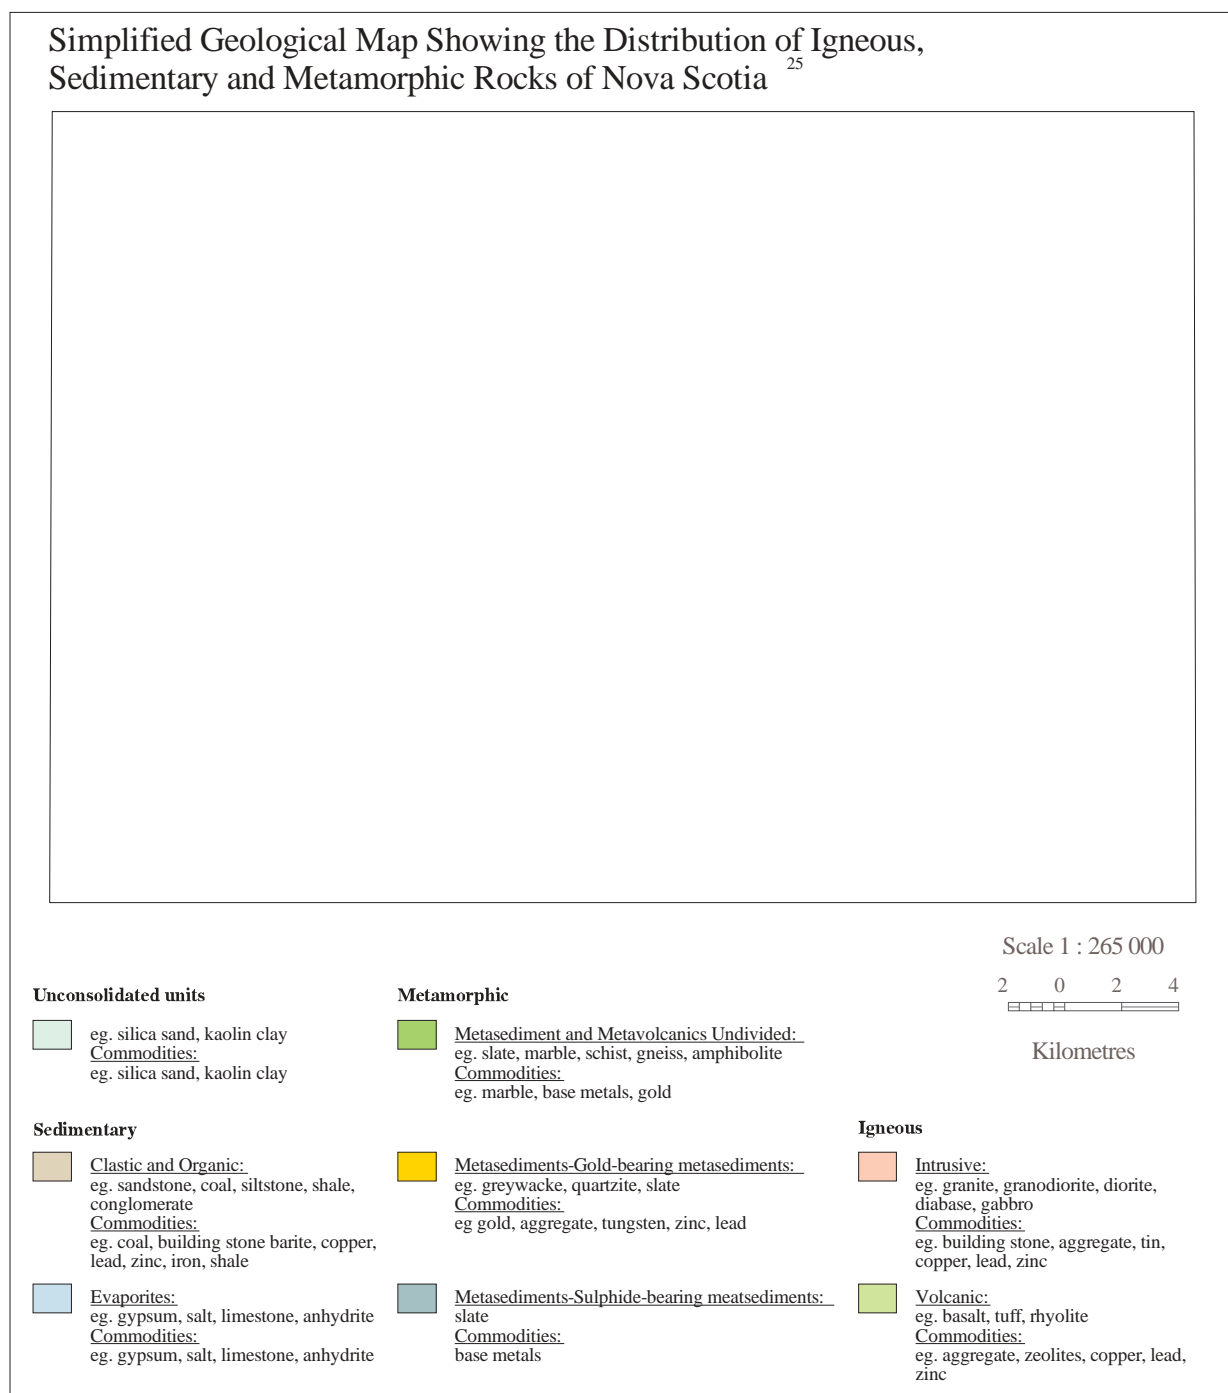 Simplified Geological Map Showing the Distribution of Igneous,
Sedimentary and Metamorphic Rocks of Nova Scotia 25
Scale 1 : 265 000
2 0 2 4
Kilometres
Unconsolidated units
eg. silica sand, kaolin clay
Commodities:
eg. silica sand, kaolin clay
Metamorphic
Metasediment and Metavolcanics Undivided:
eg. slate, marble, schist, gneiss, amphibolite
Commodities:
eg. marble, base metals, gold
Sedimentary
Clastic and Organic:
eg. sandstone, coal, siltstone, shale,
conglomerate
Commodities:
eg. coal, building stone barite, copper,
lead, zinc, iron, shale
Evaporites:
eg. gypsum, salt, limestone, anhydrite
Commodities:
eg. gypsum, salt, limestone, anhydrite
Metasediments-Gold-bearing metasediments:
eg. greywacke, quartzite, slate
Commodities:
eg gold, aggregate, tungsten, zinc, lead
Metasediments-Sulphide-bearing meatsediments:
slate
Commodities:
base metals
Igneous
Intrusive:
eg. granite, granodiorite, diorite,
diabase, gabbro
Commodities:
eg. building stone, aggregate, tin,
copper, lead, zinc
Volcanic:
eg. basalt, tuff, rhyolite
Commodities:
eg. aggregate, zeolites, copper, lead,
zinc